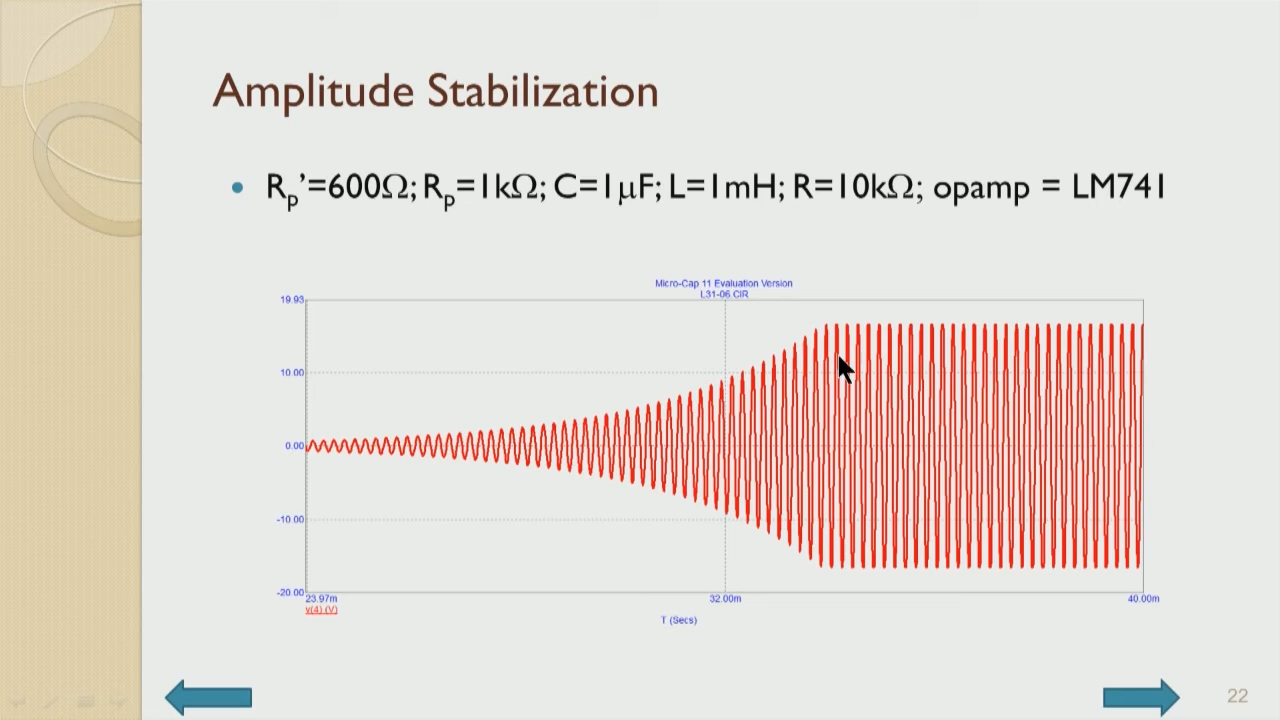 Amplitude Stabilization
• Rp’=600Ω; Rp=1kΩ; C=1μF; L=1mH; R=10kΩ; opamp = LM741
Micro-Cap 11 Evaluation Version
L31-06.CIR
19.93
10.00
0.00
-10.00
-20.00
23.97m 32.00m 40.00m
v(4) (V)
T (Secs)
22